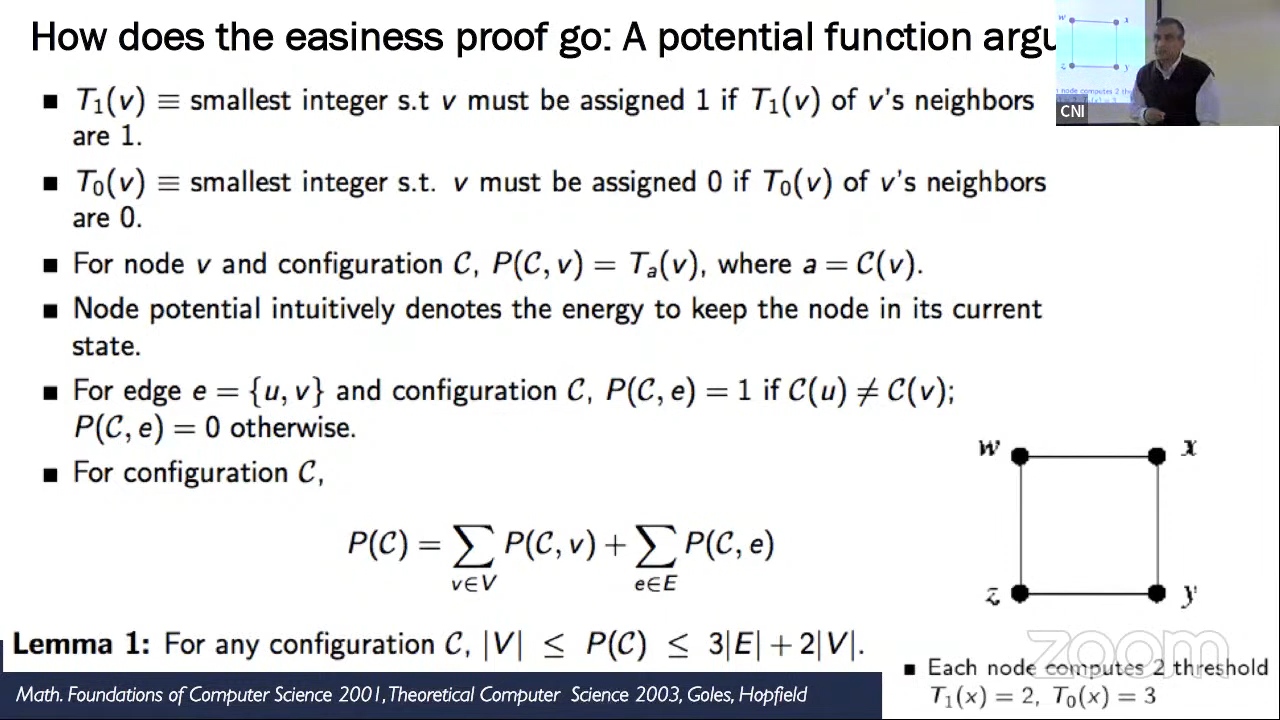 How does the easiness proof go: A potential function argu
■ T₁(v) ≡ smallest integer s.t v must be assigned 1 if T₁(v) of v's neighbors
are 1.
■ T₀(v) ≡ smallest integer s.t. v must be assigned 0 if T₀(v) of v's neighbors
are 0.
■ For node v and configuration C, P(C, v) = Tₐ(v), where a = C(v).
■ Node potential intuitively denotes the energy to keep the node in its current
state.
■ For edge e = {u, v} and configuration C, P(C, e) = 1 if C(u) ≠ C(v);
P(C, e) = 0 otherwise.
■ For configuration C,
P(C) = ∑ P(C, v) + ∑ P(C, e)
v∈V e∈E
Lemma 1: For any configuration C, |V| ≤ P(C) ≤ 3|E| + 2|V|.
Math. Foundations of Computer Science 2001, Theoretical Computer Science 2003, Goles, Hopfield
w x
z y
zoom
■ Each node computes 2 threshold
T₁(x) = 2, T₀(x) = 3
w x
z y
node computes 2 th
CNI